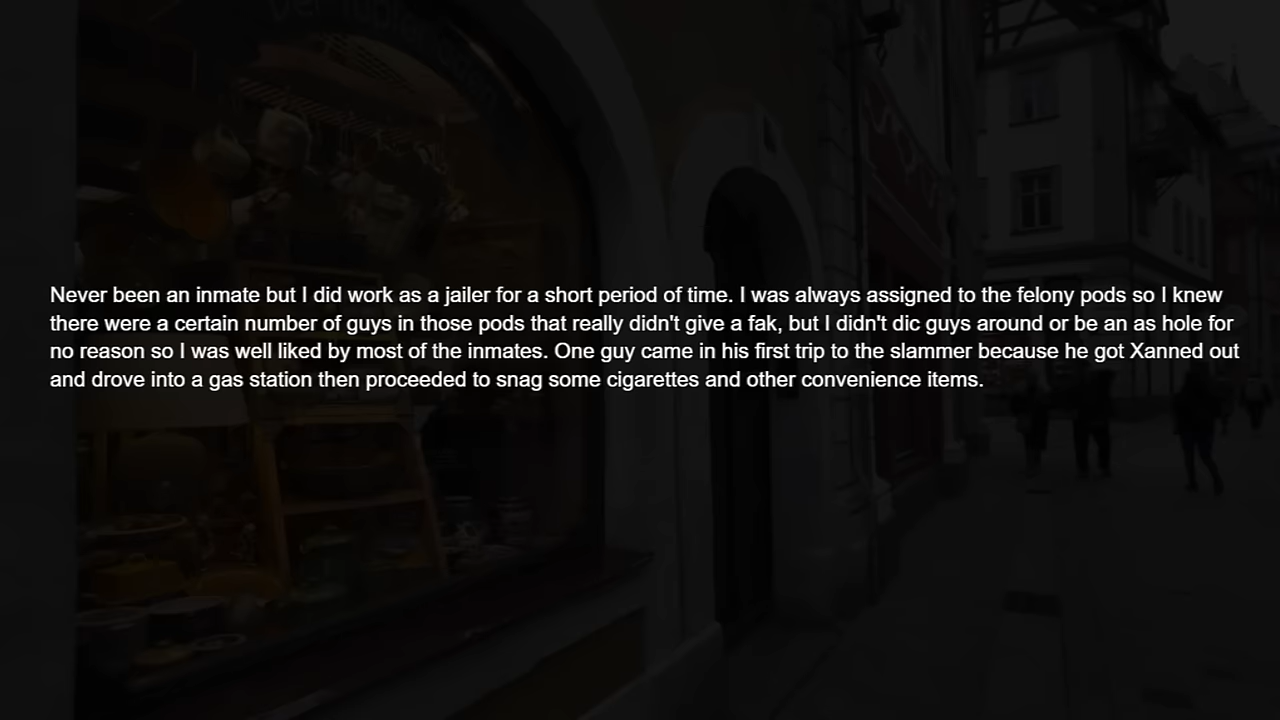 Never been an inmate but I did work as a jailer for a short period of time. I was always assigned to the felony pods so I knew
there were a certain number of guys in those pods that really didn't give a fak, but I didn't dic guys around or be an as hole for
no reason so I was well liked by most of the inmates. One guy came in his first trip to the slammer because he got Xanned out
and drove into a gas station then proceeded to snag some cigarettes and other convenience items.